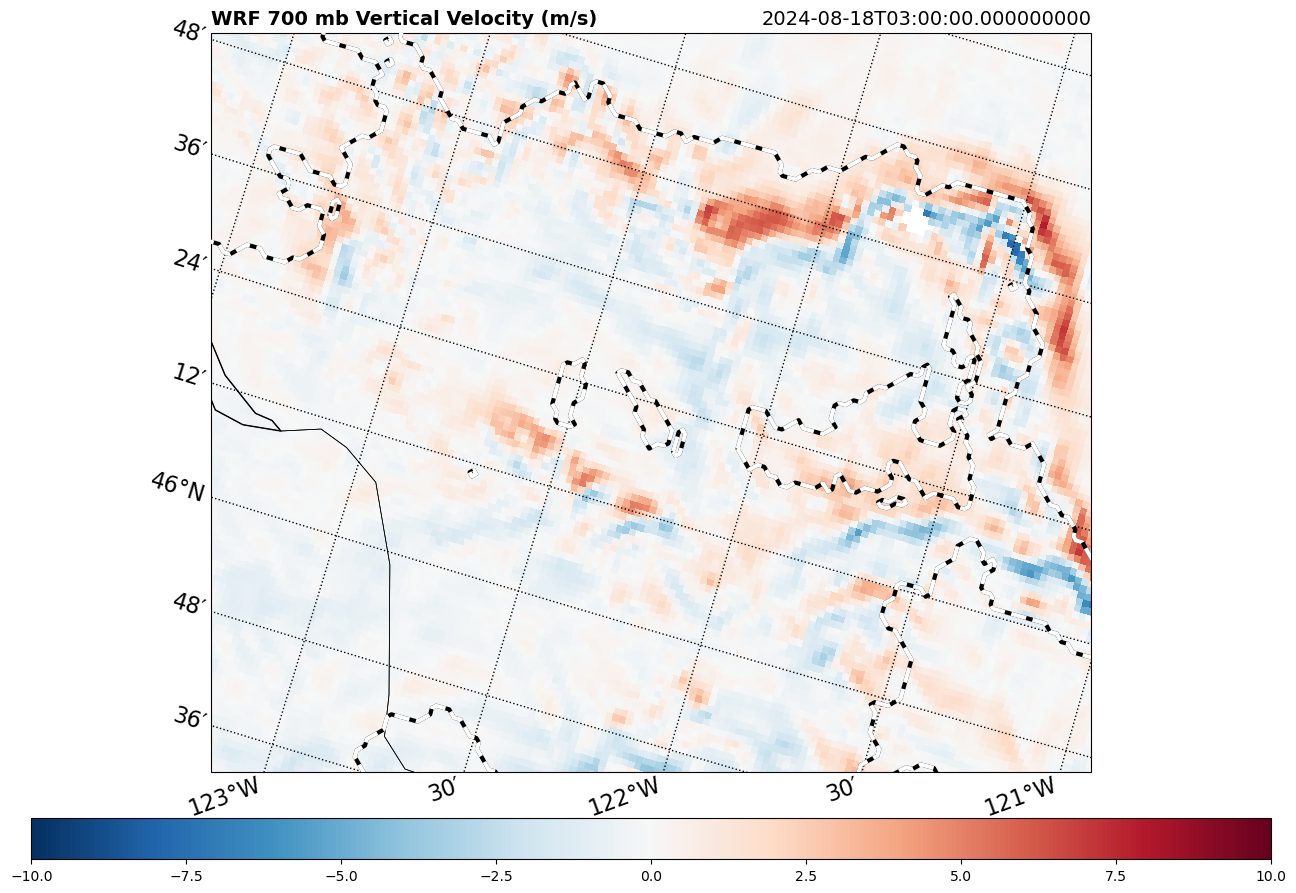 WRF 700 mb Vertical Velocity (m/s) 2024-08-18T03:00:00.000000000
48′
36′
24′
12′
46°N
48′
36′
123°W 30′ 122°W 30′ 121°W
−10.0 −7.5 −5.0 −2.5 0.0 2.5 5.0 7.5 10.0